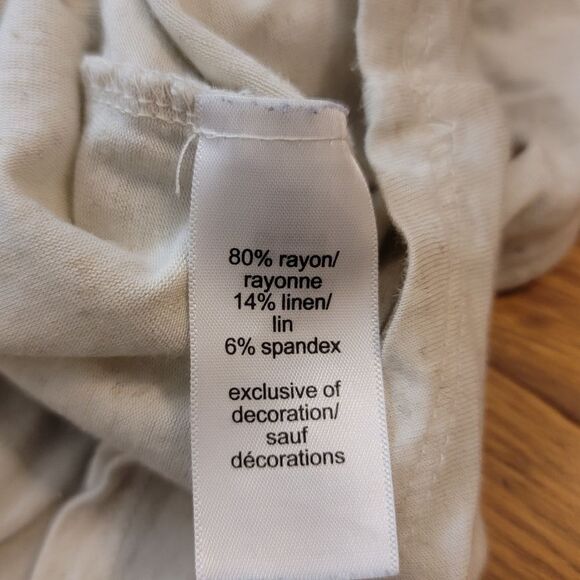 80% rayon/
rayonne
14% linen/
lin
6% spandex
exclusive of
decoration/
sauf
décorations